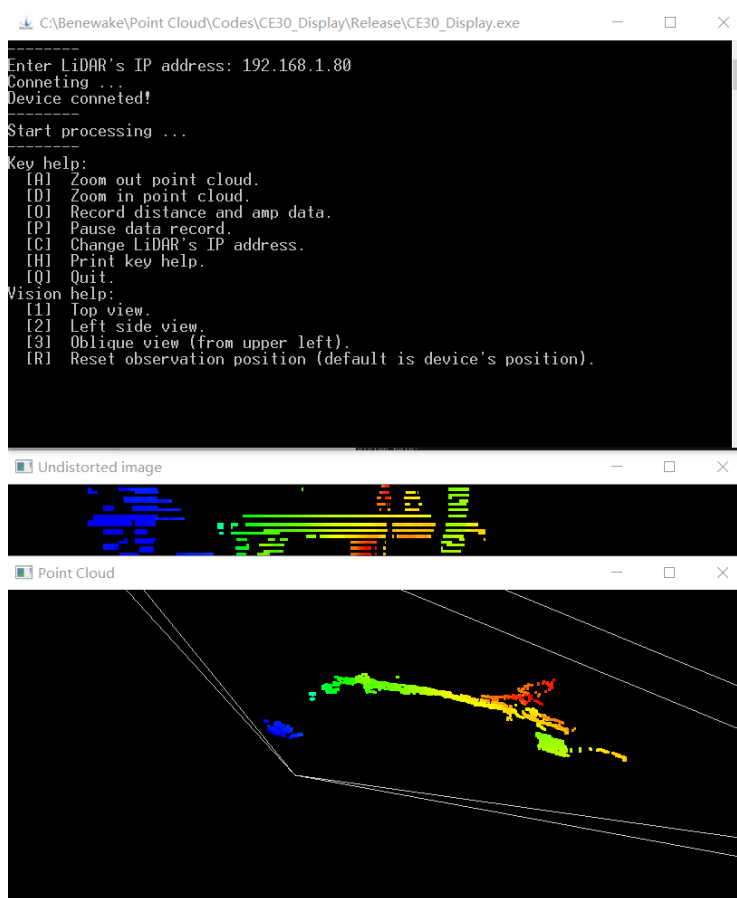 C:\Benewake\Point Cloud\Codes\CE30_Display\Release\CE30_Display.exe
--------
Enter LiDAR's IP address: 192.168.1.80
Conneting ...
Device conneted!
--------
Start processing ...
--------
Key help:
[A] Zoom out point cloud.
[D] Zoom in point cloud.
[O] Record distance and amp data.
[P] Pause data record.
[C] Change LiDAR's IP address.
[H] Print key help.
[Q] Quit.
Vision help:
[1] Top view.
[2] Left side view.
[3] Oblique view (from upper left).
[R] Reset observation position (default is device's position).
Undistorted image
Point Cloud